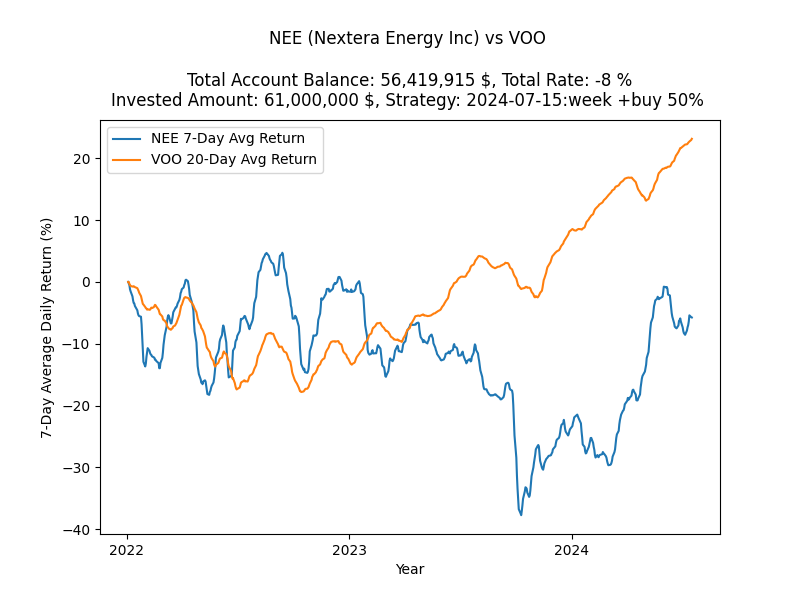 NEE (Nextera Energy Inc) vs VOO
Total Account Balance: 56,419,915 $, Total Rate: -8 %
Invested Amount: 61,000,000 $, Strategy: 2024-07-15:week +buy 50%
NEE 7-Day Avg Return
VOO 20-Day Avg Return
7-Day Average Daily Return (%)
20
10
0
−10
−20
−30
−40
2022
2023
2024
Year